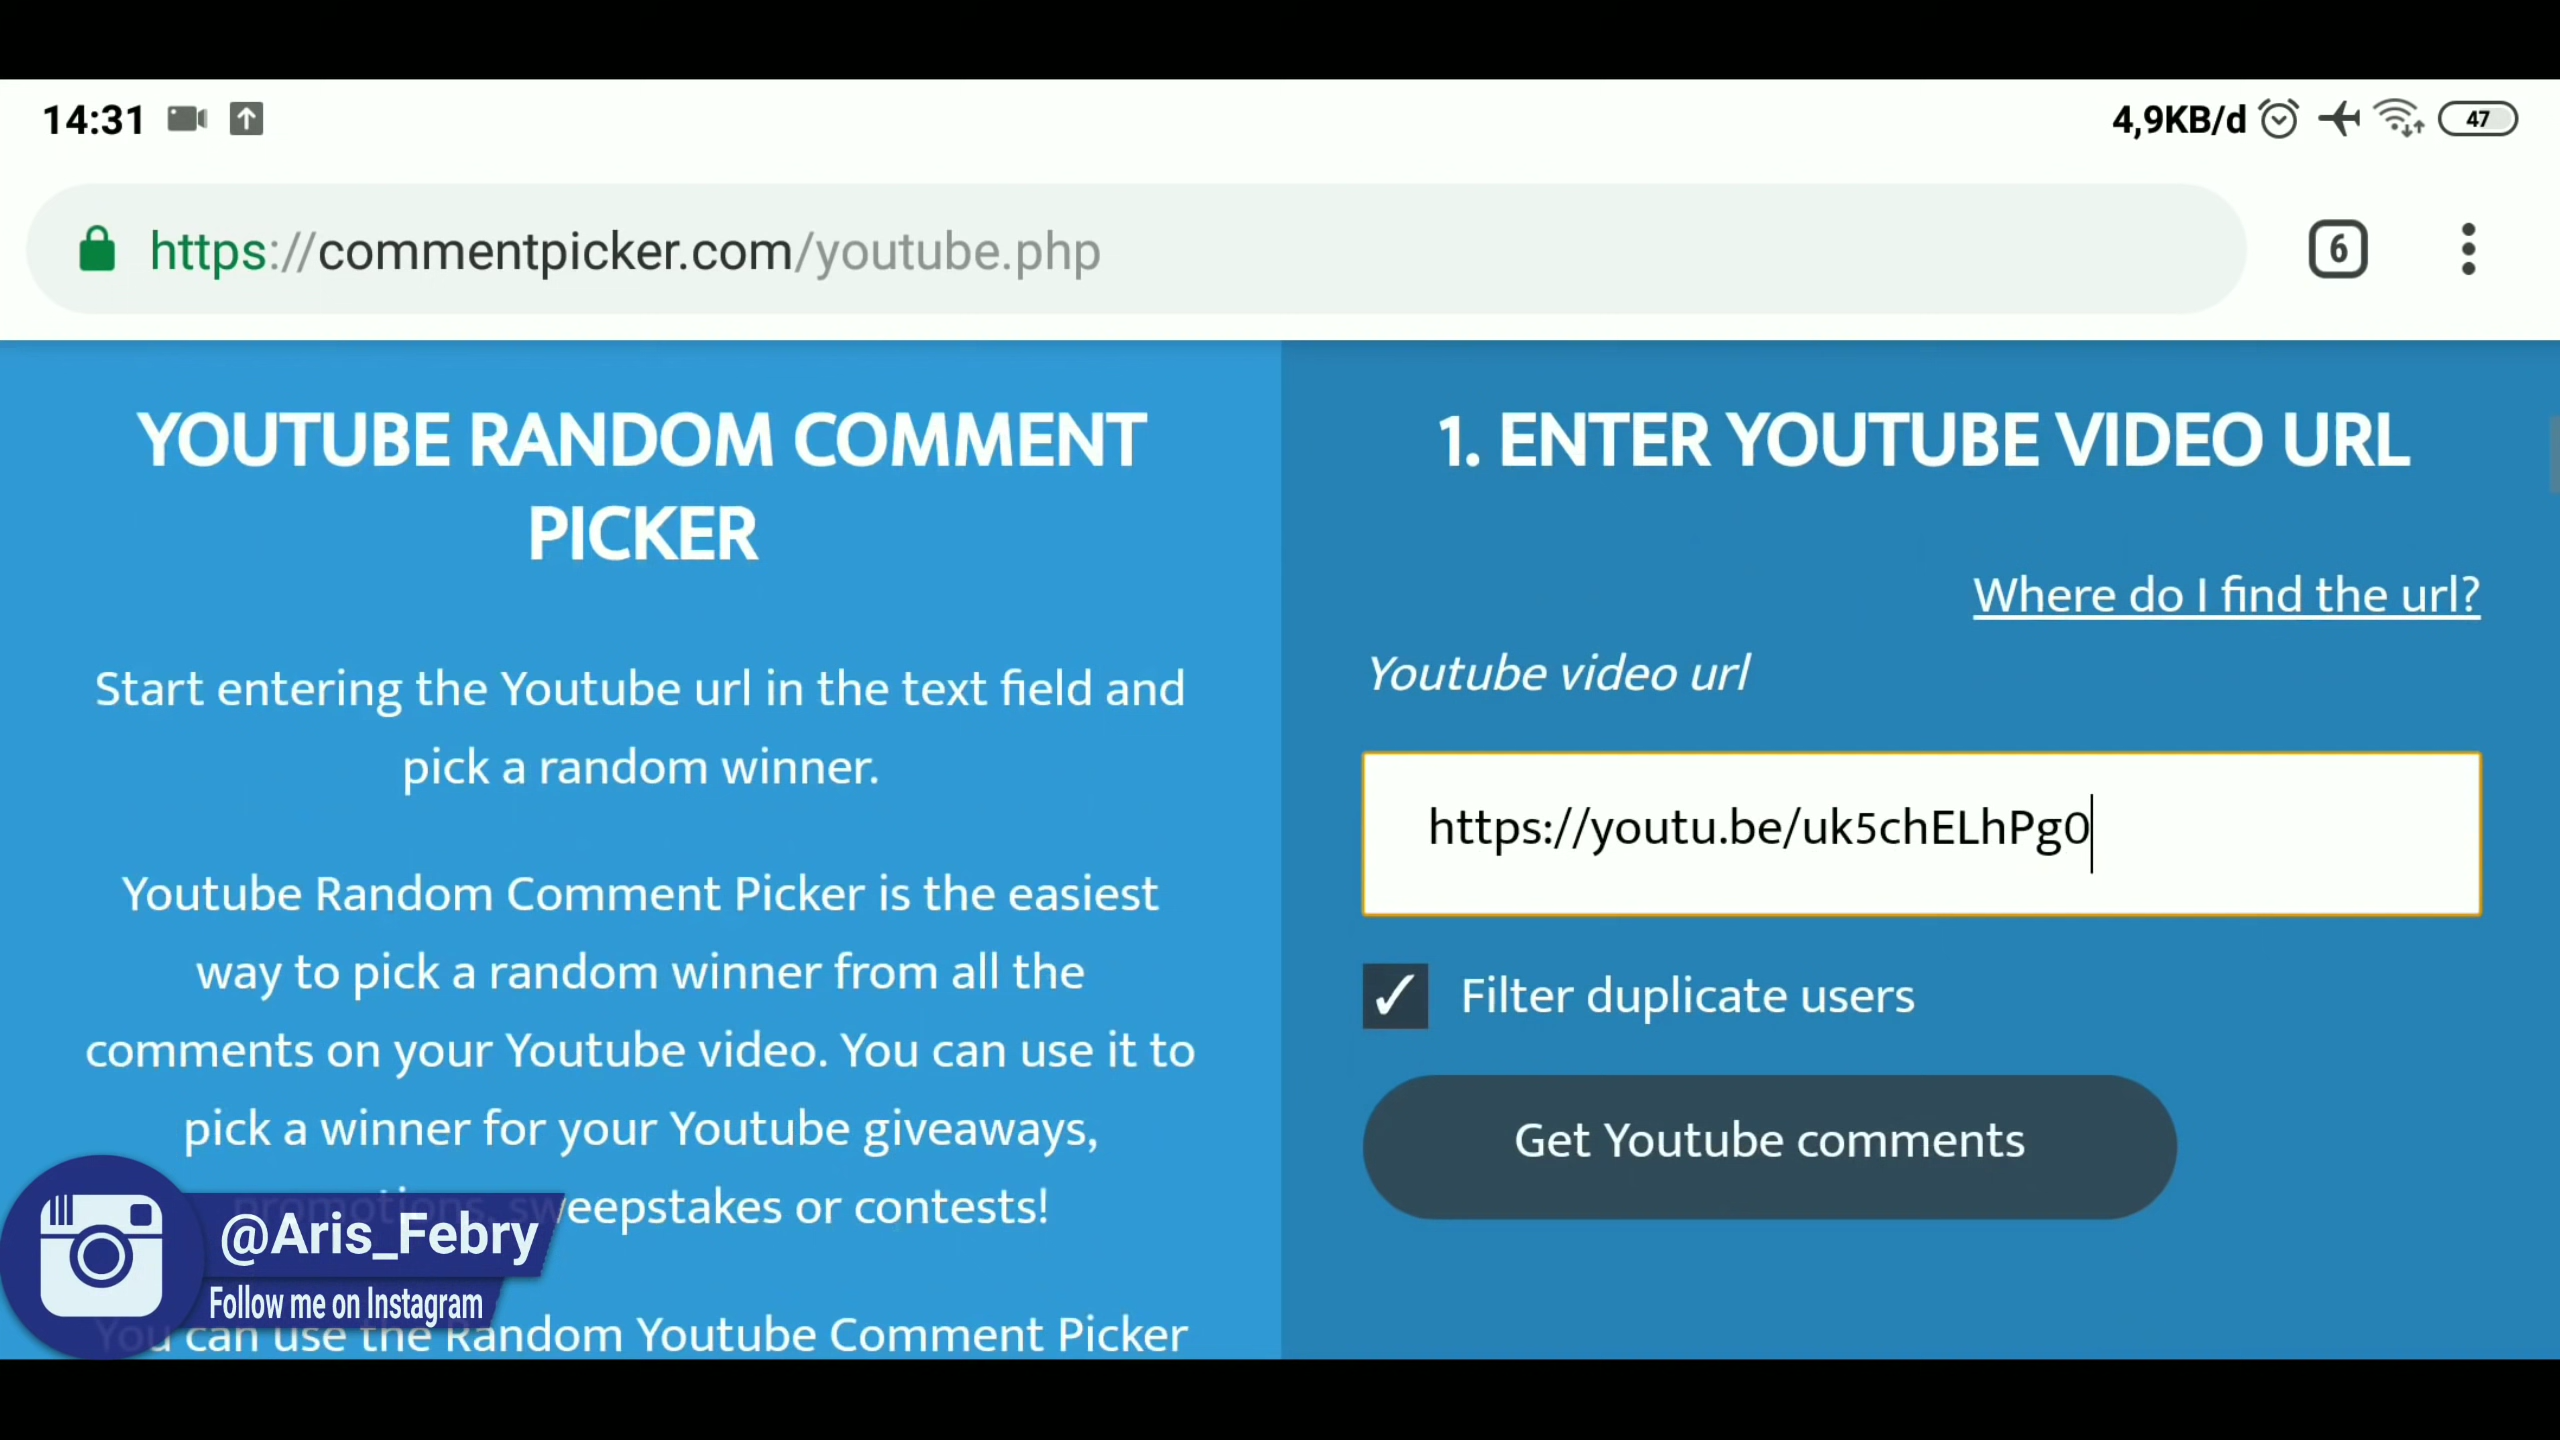 14:31
4,9KB/d
47
https://commentpicker.com/youtube.php
6
YOUTUBE RANDOM COMMENT
PICKER
Start entering the Youtube url in the text field and
pick a random winner.
Youtube Random Comment Picker is the easiest
way to pick a random winner from all the
comments on your Youtube video. You can use it to
pick a winner for your Youtube giveaways,
promotions, sweepstakes or contests!
You can use the Random Youtube Comment Picker
@Aris_Febry
Follow me on Instagram
1. ENTER YOUTUBE VIDEO URL
Where do I find the url?
Youtube video url
https://youtu.be/uk5chELhPg0
Filter duplicate users
Get Youtube comments